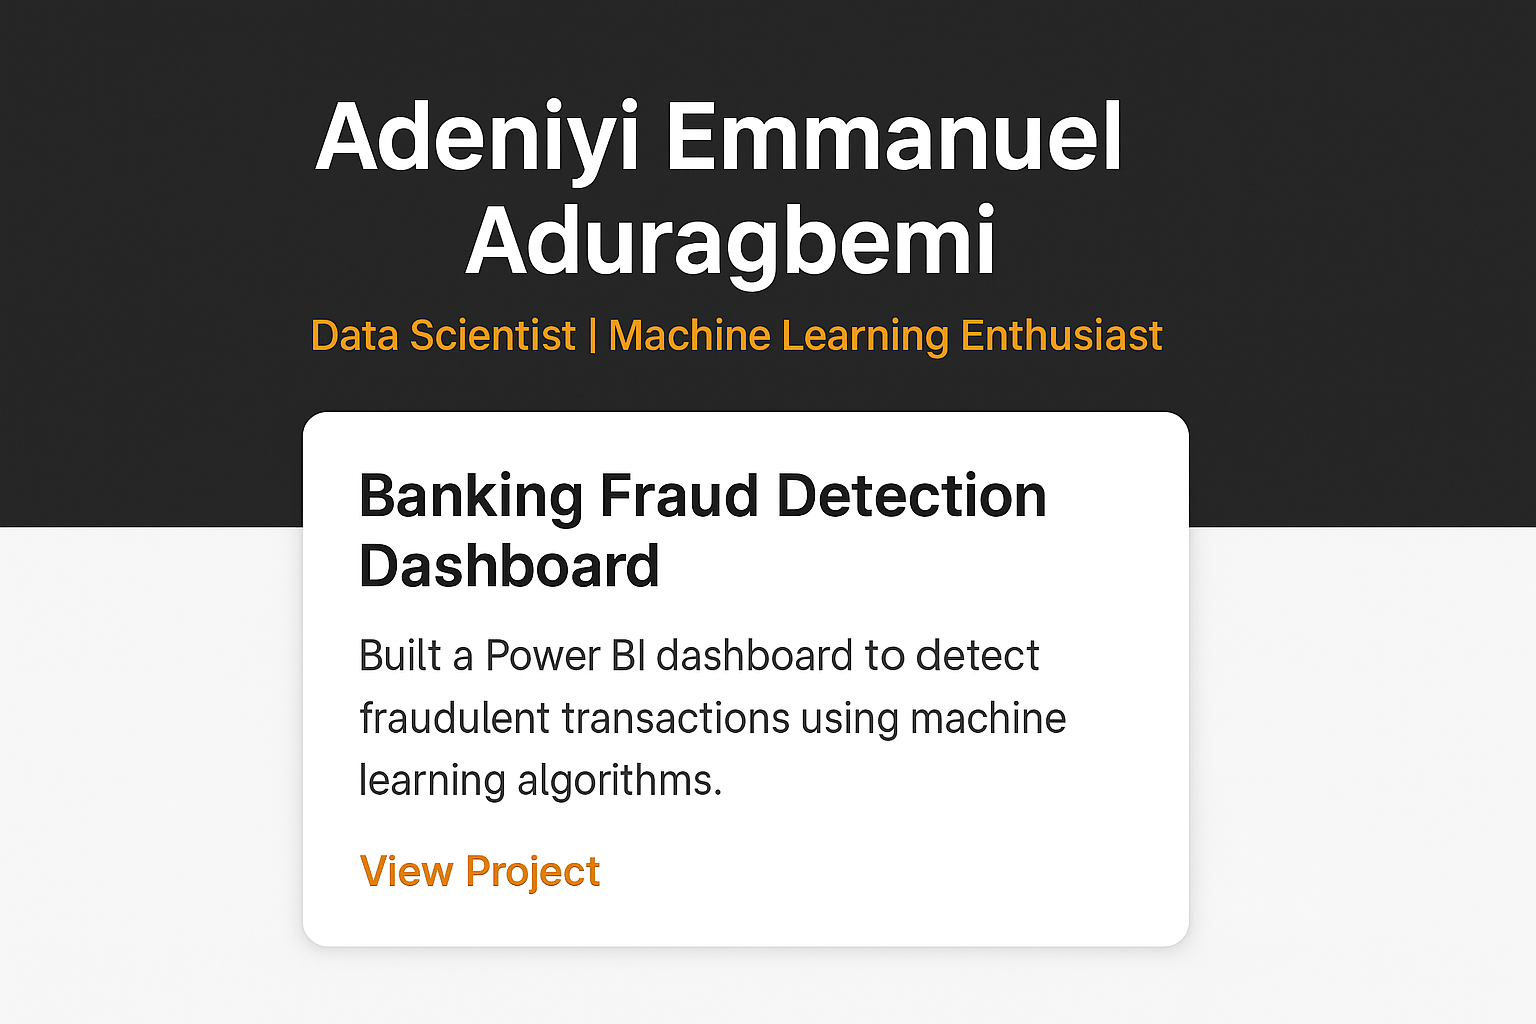 Adeniyi Emmanuel
Aduragbemi
Data Scientist | Machine Learning Enthusiast
Banking Fraud Detection
Dashboard
Built a Power BI dashboard to detect
fraudulent transactions using machine
learning algorithms.
View Project